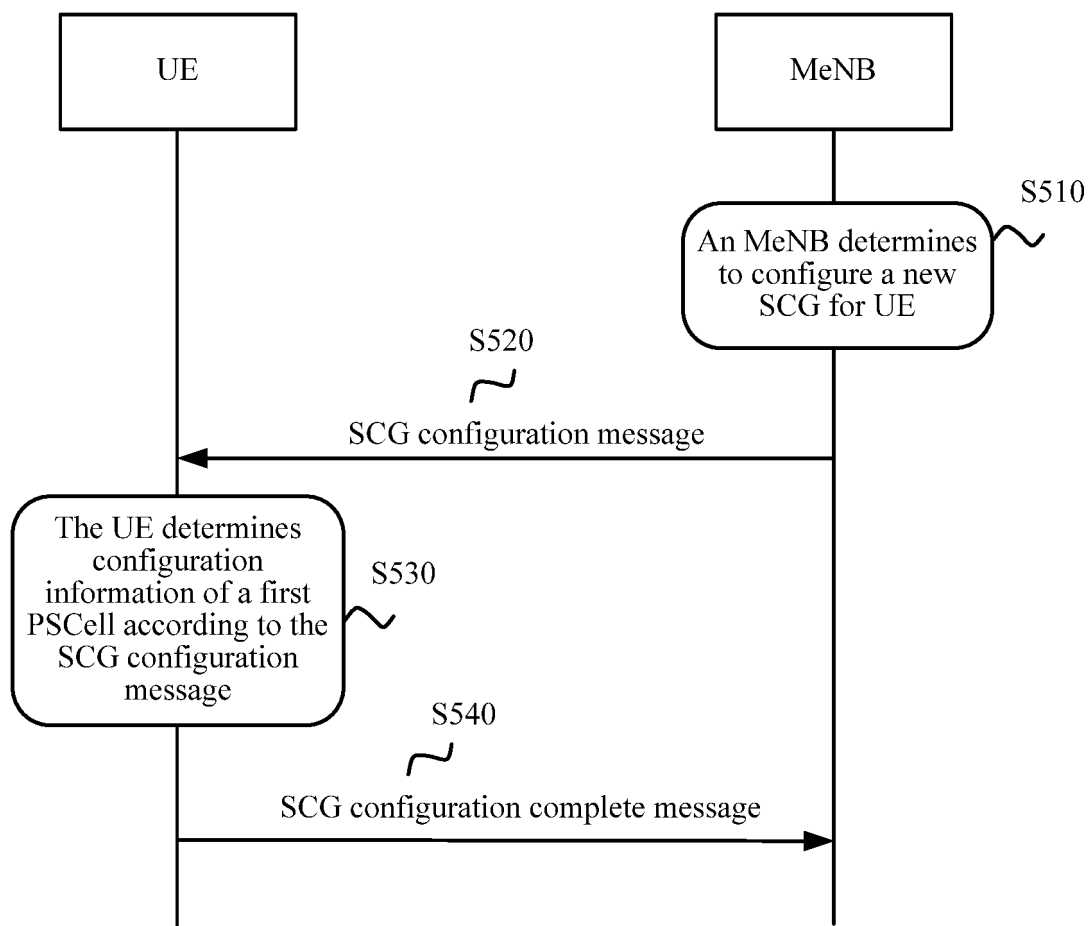 UE
MeNB
S510
An MeNB determines
to configure a new
SCG for UE
S520
SCG configuration message
The UE determines
configuration
information of a first
PSCell according to the
SCG configuration
message
S530
S540
SCG configuration complete message